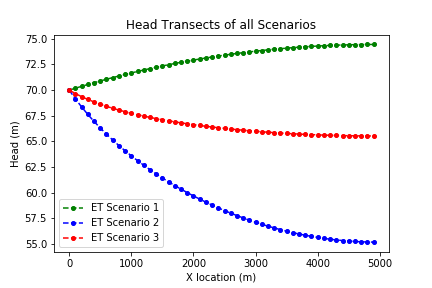 Head Transects of all Scenarios
75.0
72.5
70.0
67.5
65.0
62.5
60.0
57.5
55.0
Head (m)
ET Scenario 1
ET Scenario 2
ET Scenario 3
0 1000 2000 3000 4000 5000
X location (m)